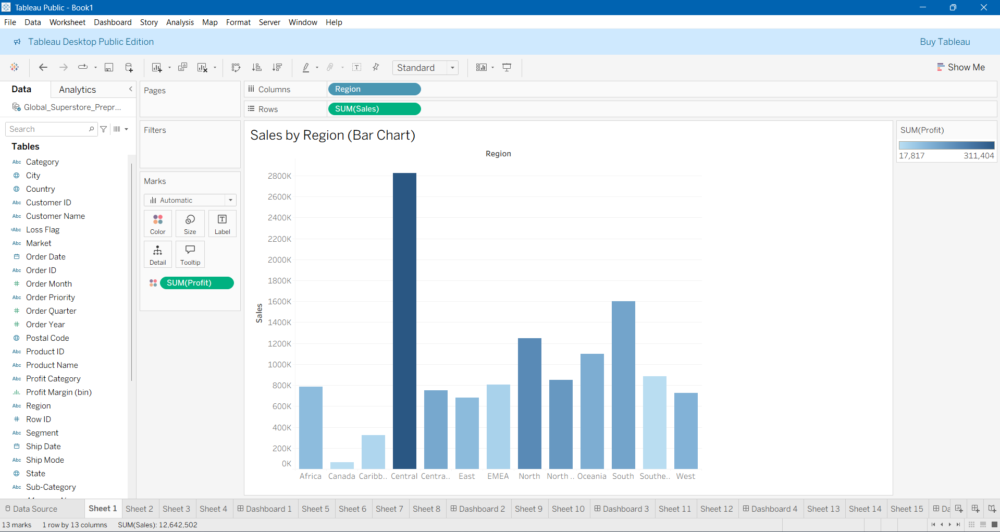 Tableau Public - Book1
File Data Worksheet Dashboard Story Analysis Map Format Server Window Help
Tableau Desktop Public Edition
Buy Tableau
Standard
Show Me
Data
Analytics
Global_Superstore_Prepr...
Search
Tables
Abc Category
City
Country
Abc Customer ID
Abc Customer Name
=Abc Loss Flag
Abc Market
Order Date
Abc Order ID
# Order Month
Abc Order Priority
# Order Quarter
# Order Year
Postal Code
Abc Product ID
Abc Product Name
Abc Profit Category
Profit Margin (bin)
Abc Region
# Row ID
Abc Segment
Ship Date
Abc Ship Mode
State
Abc Sub-Category
Pages
Filters
Marks
Automatic
Color Size T Label
Detail Tooltip
SUM(Profit)
Columns Region
Rows SUM(Sales)
Sales by Region (Bar Chart)
Region
Sales
2800K
2600K
2400K
2200K
2000K
1800K
1600K
1400K
1200K
1000K
800K
600K
400K
200K
0K
Africa Canada Caribb.. Central Centra.. East EMEA North North .. Oceania South Southe.. West
SUM(Profit)
17,817 311,404
Data Source Sheet 1 Sheet 2 Sheet 3 Sheet 4 Dashboard 1 Sheet 5 Sheet 6 Sheet 7 Sheet 8 Dashboard 2 Sheet 9 Sheet 10 Dashboard 3 Sheet 11 Sheet 12 Dashboard 4 Sheet 13 Sheet 14 Sheet 15 Da
13 marks 1 row by 13 columns SUM(Sales): 12,642,502